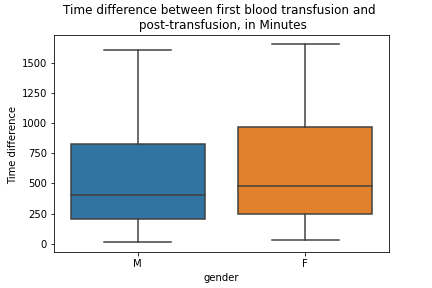 Time difference between first blood transfusion and
post-transfusion, in Minutes
Time difference
1500
1250
1000
750
500
250
0
M
F
gender